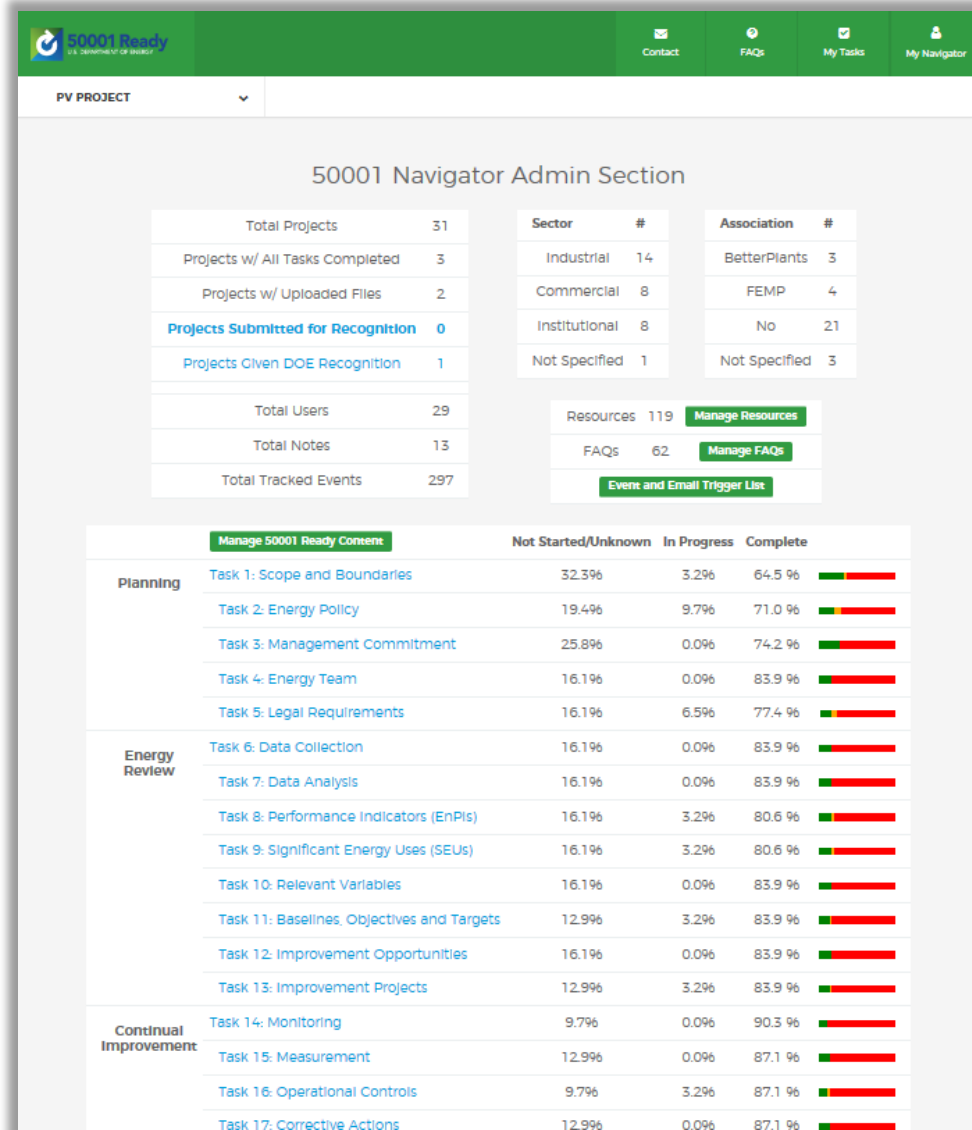 50001 Ready
U.S. DEPARTMENT OF ENERGY
Contact
FAQs
My Tasks
My Navigator
PV PROJECT
50001 Navigator Admin Section
Total Projects 31
Projects w/ All Tasks Completed 3
Projects w/ Uploaded Files 2
Projects Submitted for Recognition 0
Projects Given DOE Recognition 1
Total Users 29
Total Notes 13
Total Tracked Events 297
Sector #
Industrial 14
Commercial 8
Institutional 8
Not Specified 1
Association #
BetterPlants 3
FEMP 4
No 21
Not Specified 3
Resources 119 Manage Resources
FAQs 62 Manage FAQs
Event and Email Trigger List
Manage 50001 Ready Content Not Started/Unknown In Progress Complete
Planning Task 1: Scope and Boundaries 32.3% 3.2% 64.5 %
Task 2: Energy Policy 19.4% 9.7% 71.0 %
Task 3: Management Commitment 25.8% 0.0% 74.2 %
Task 4: Energy Team 16.1% 0.0% 83.9 %
Task 5: Legal Requirements 16.1% 6.5% 77.4 %
Energy Review Task 6: Data Collection 16.1% 0.0% 83.9 %
Task 7: Data Analysis 16.1% 0.0% 83.9 %
Task 8: Performance Indicators (EnPIs) 16.1% 3.2% 80.6 %
Task 9: Significant Energy Uses (SEUs) 16.1% 3.2% 80.6 %
Task 10: Relevant Variables 16.1% 0.0% 83.9 %
Task 11: Baselines, Objectives and Targets 12.9% 3.2% 83.9 %
Task 12: Improvement Opportunities 16.1% 0.0% 83.9 %
Task 13: Improvement Projects 12.9% 3.2% 83.9 %
Continual Improvement Task 14: Monitoring 9.7% 0.0% 90.3 %
Task 15: Measurement 12.9% 0.0% 87.1 %
Task 16: Operational Controls 9.7% 3.2% 87.1 %
Task 17: Corrective Actions 12.9% 0.0% 87.1 %